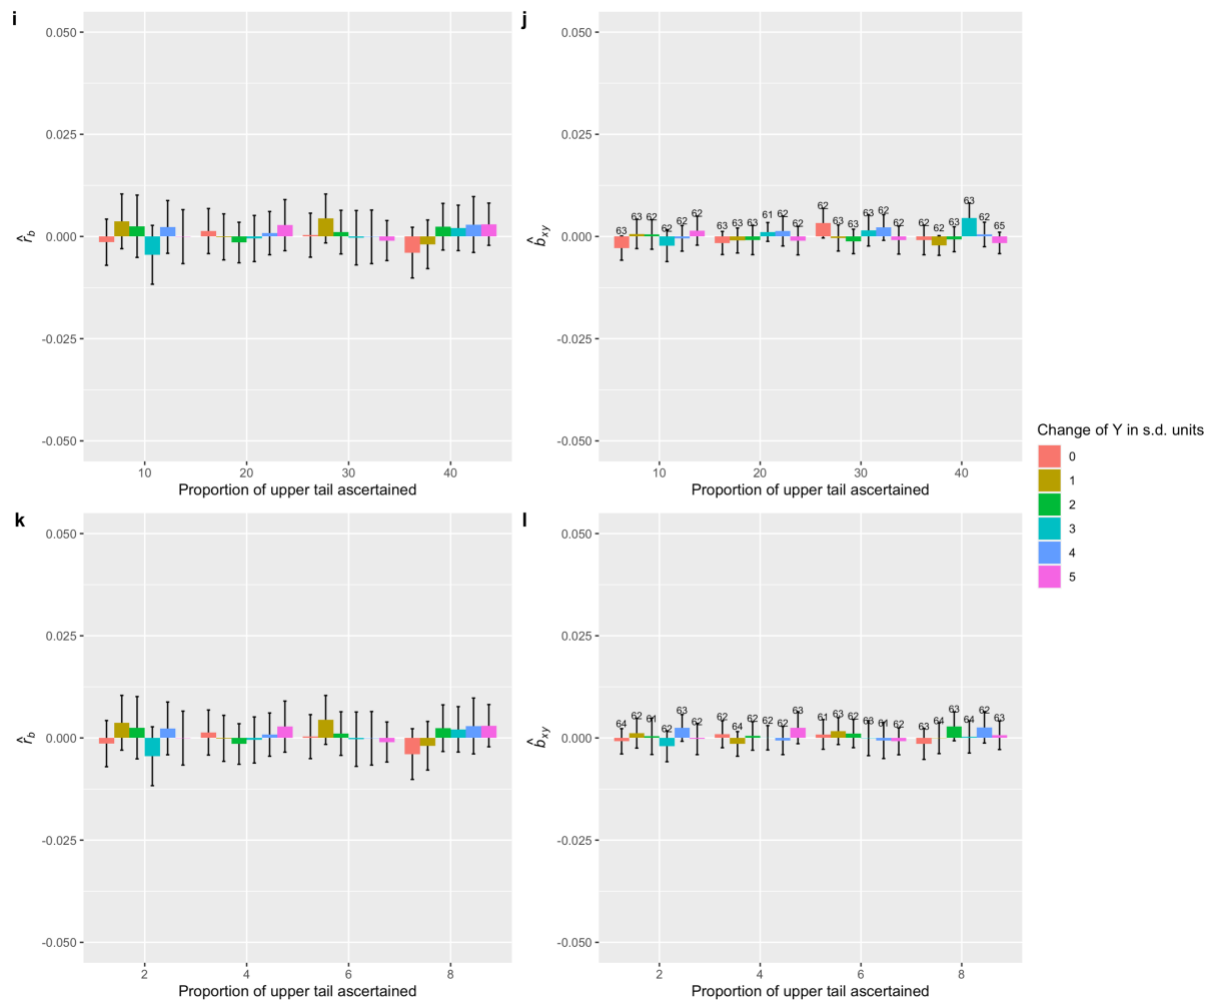 i
0.050
0.025
0.000
-0.025
-0.050
r̂b
10 20 30 40
Proportion of upper tail ascertained
j
0.050
0.025
0.000
-0.025
-0.050
b̂xy
63 63 62 62 62 62 63 63 63 61 62 62 62 63 63 63 62 62 62 62 63 63 62 65
10 20 30 40
Proportion of upper tail ascertained
Change of Y in s.d. units
0
1
2
3
4
5
k
0.050
0.025
0.000
-0.025
-0.050
r̂b
2 4 6 8
Proportion of upper tail ascertained
l
0.050
0.025
0.000
-0.025
-0.050
b̂xy
64 62 61 62 63 62 62 64 62 62 62 63 61 63 62 63 61 62 63 64 63 64 62 63
2 4 6 8
Proportion of upper tail ascertained